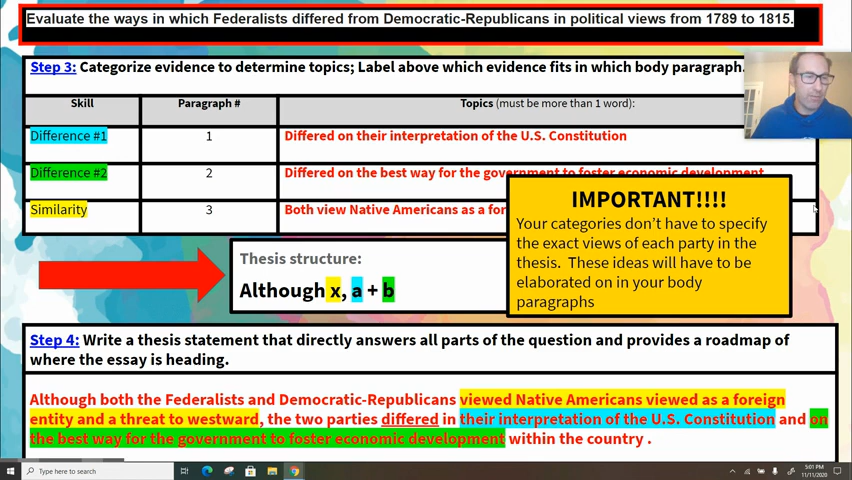 Evaluate the ways in which Federalists differed from Democratic-Republicans in political views from 1789 to 1815.
Step 3: Categorize evidence to determine topics; Label above which evidence fits in which body paragraph.
Skill Paragraph # Topics (must be more than 1 word):
Difference #1 1 Differed on their interpretation of the U.S. Constitution
Difference #2 2 Differed on the best way for the government to foster economic development
Similarity 3 Both view Native Americans as a for
IMPORTANT!!!!
Your categories don't have to specify
the exact views of each party in the
thesis. These ideas will have to be
elaborated on in your body
paragraphs
Thesis structure:
Although x, a + b
Step 4: Write a thesis statement that directly answers all parts of the question and provides a roadmap of
where the essay is heading.
Although both the Federalists and Democratic-Republicans viewed Native Americans viewed as a foreign
entity and a threat to westward, the two parties differed in their interpretation of the U.S. Constitution and on
the best way for the government to foster economic development within the country .
Type here to search
5:01 PM
11/11/2020